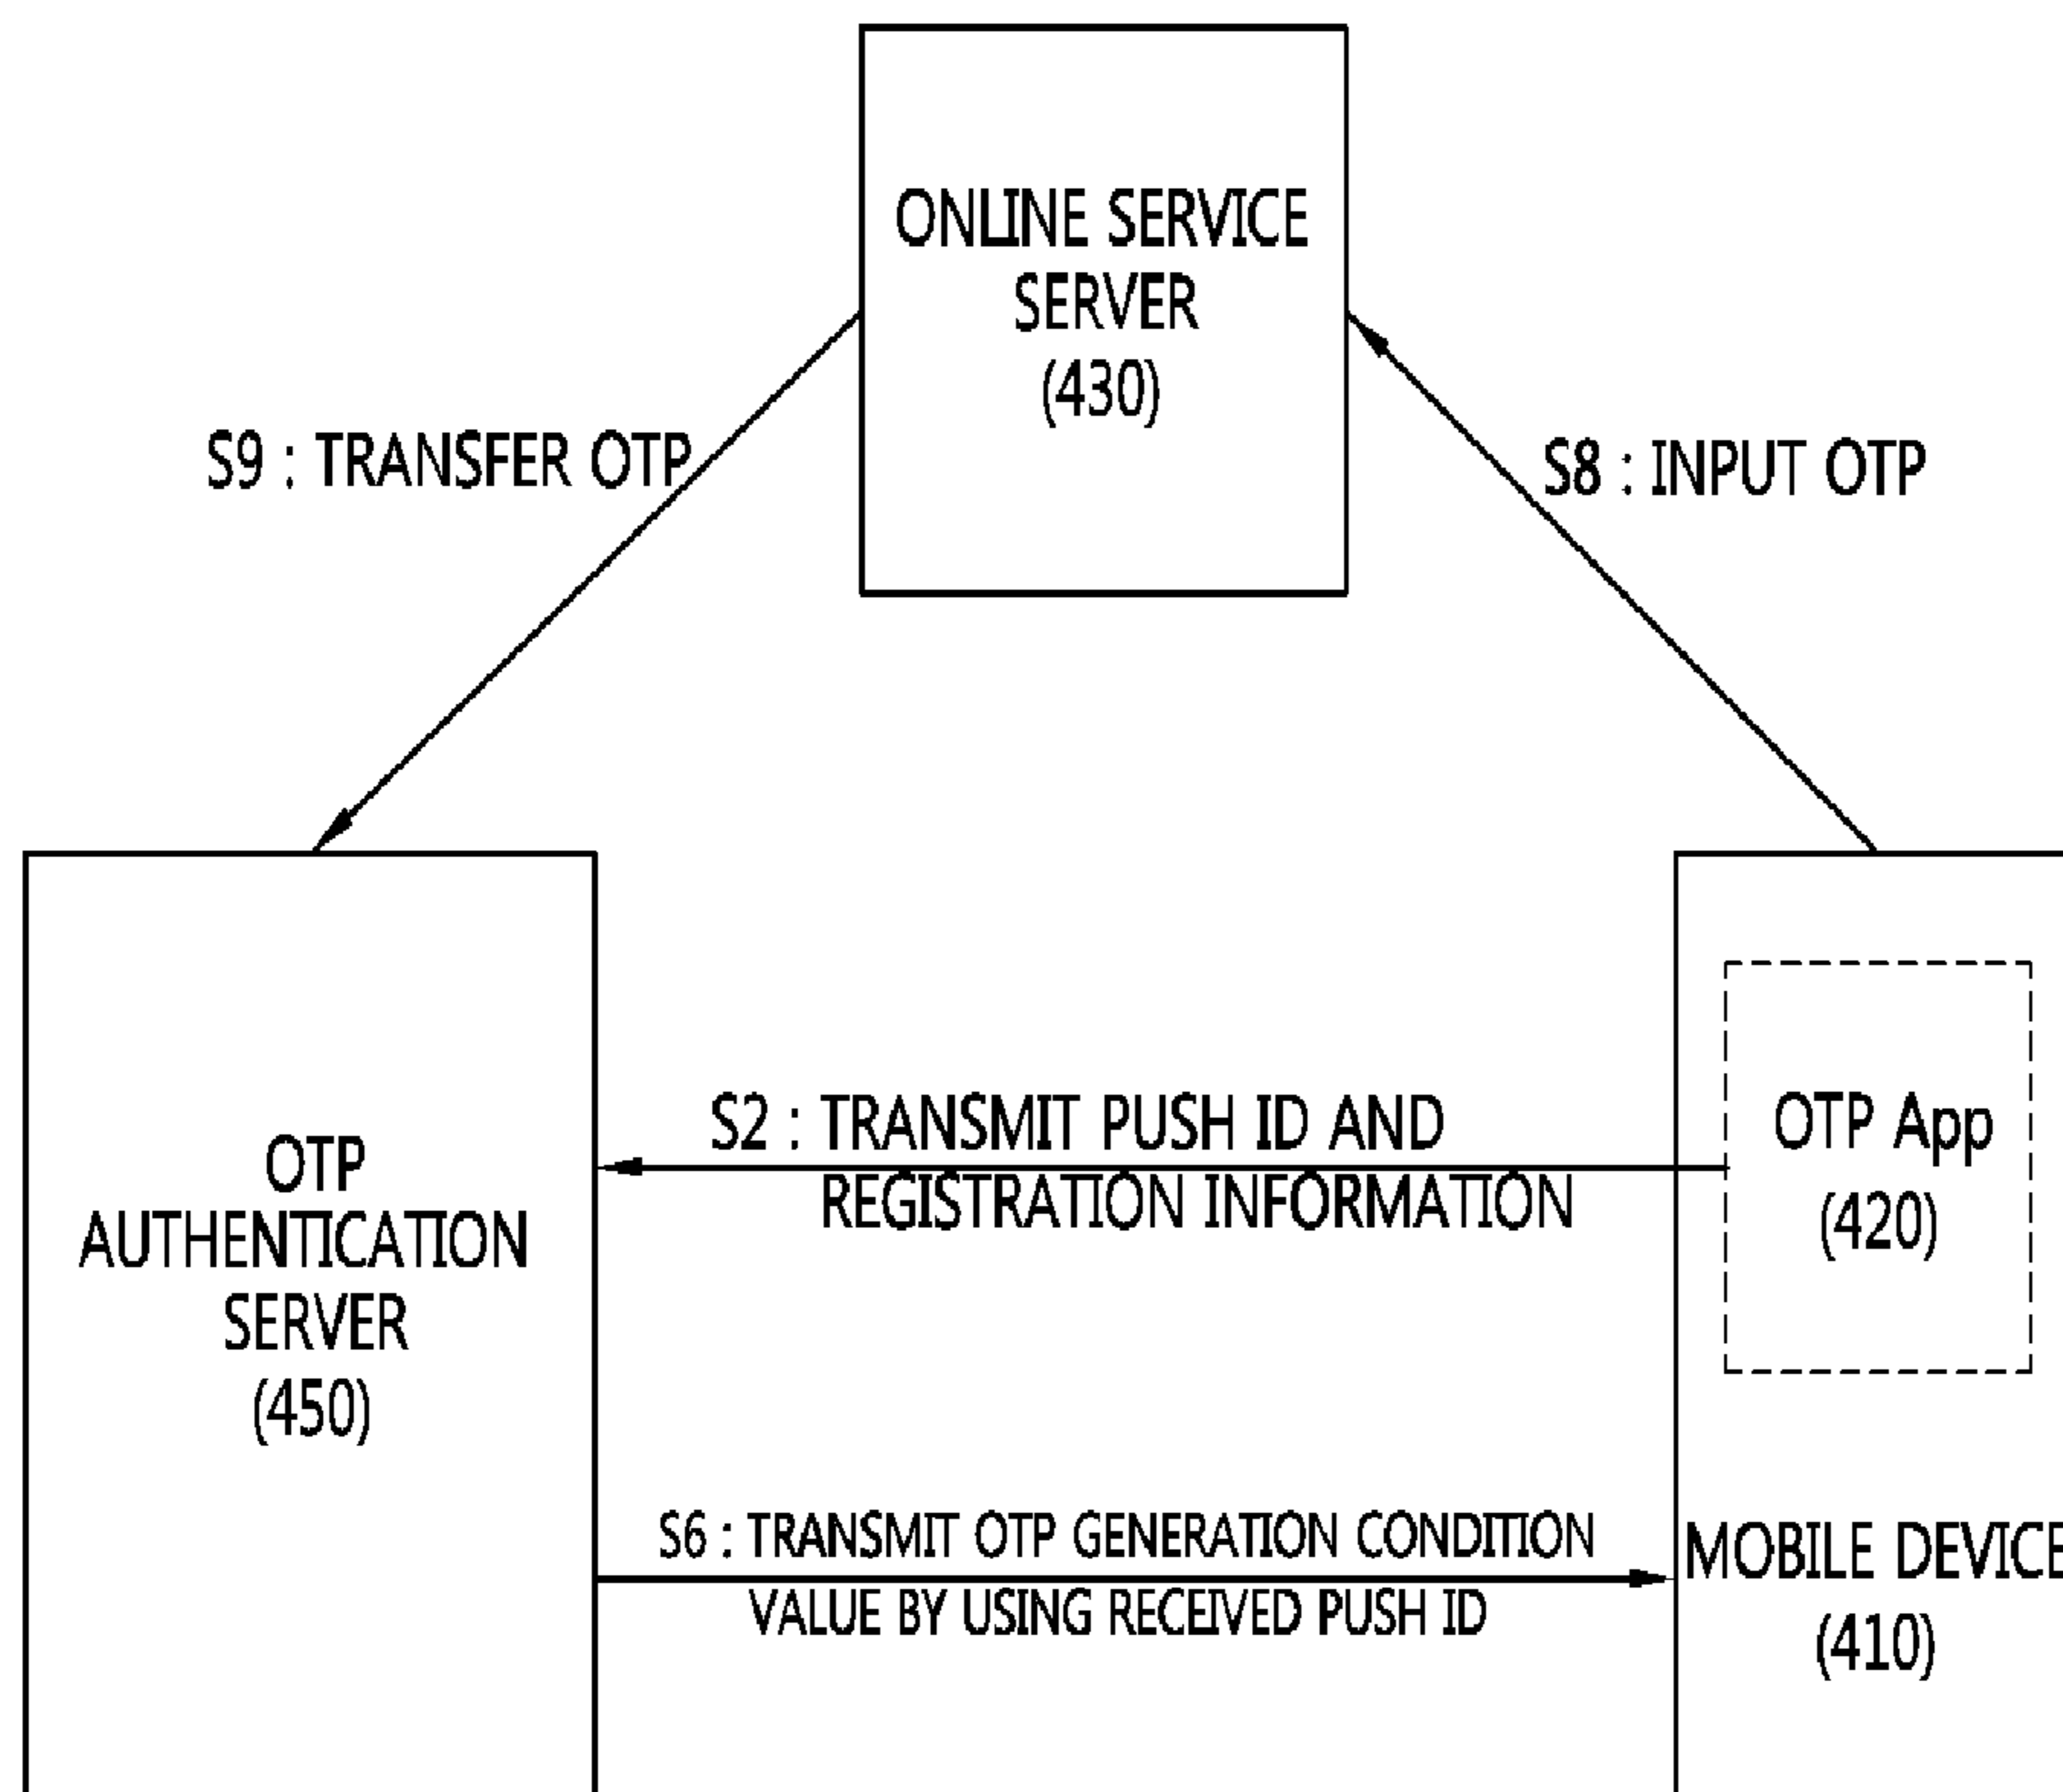 ONLINE SERVICE
SERVER
(430)
S9 : TRANSFER OTP
S8 : INPUT OTP
OTP
AUTHENTICATION
SERVER
(450)
S2 : TRANSMIT PUSH ID AND
REGISTRATION INFORMATION
OTP App
(420)
S6 : TRANSMIT OTP GENERATION CONDITION
VALUE BY USING RECEIVED PUSH ID
MOBILE DEVICE
(410)